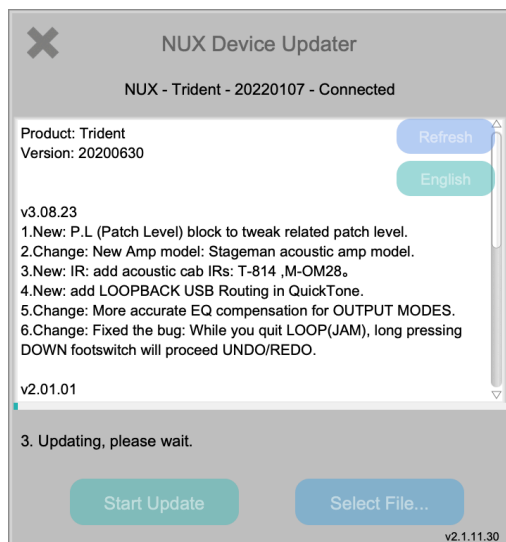 NUX Device Updater
NUX - Trident - 20220107 - Connected
Product: Trident
Version: 20200630
Refresh
English
v3.08.23
1.New: P.L (Patch Level) block to tweak related patch level.
2.Change: New Amp model: Stageman acoustic amp model.
3.New: IR: add acoustic cab IRs: T-814 ,M-OM28。
4.New: add LOOPBACK USB Routing in QuickTone.
5.Change: More accurate EQ compensation for OUTPUT MODES.
6.Change: Fixed the bug: While you quit LOOP(JAM), long pressing
DOWN footswitch will proceed UNDO/REDO.
v2.01.01
3. Updating, please wait.
Start Update
Select File...
v2.1.11.30